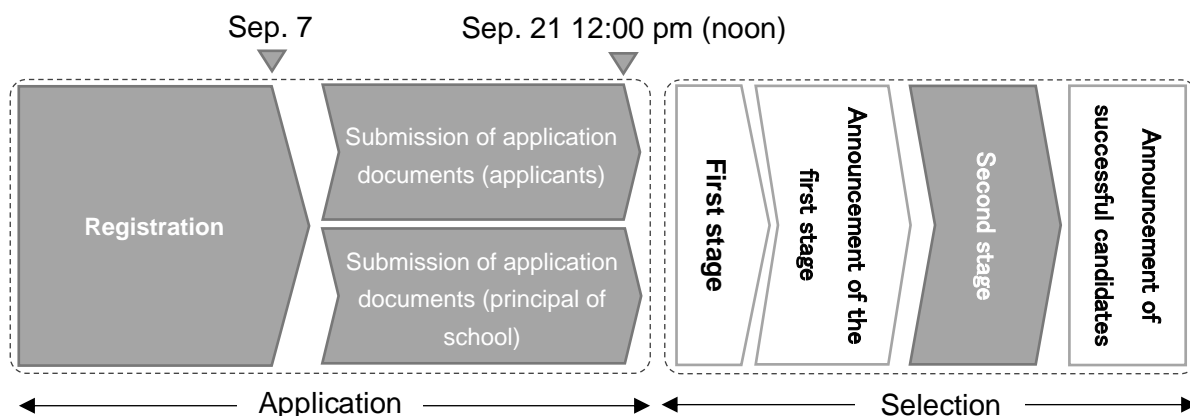 Sep. 7
Sep. 21 12:00 pm (noon)
Registration
Submission of application
documents (applicants)
Submission of application
documents (principal of
school)
First stage
Announcement of the
first stage
Second stage
Announcement of
successful candidates
Application
Selection